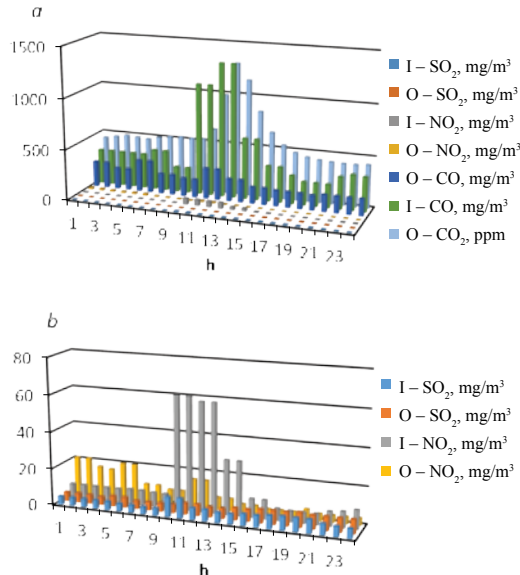 a
1500
1000
500
0
1 3 5 7 9 11 13 15 17 19 21 23
h
I – SO₂, mg/m³
O – SO₂, mg/m³
I – NO₂, mg/m³
O – NO₂, mg/m³
O – CO, mg/m³
I – CO, mg/m³
O – CO₂, ppm
b
80
60
40
20
0
1 3 5 7 9 11 13 15 17 19 21 23
h
I – SO₂, mg/m³
O – SO₂, mg/m³
I – NO₂, mg/m³
O – NO₂, mg/m³